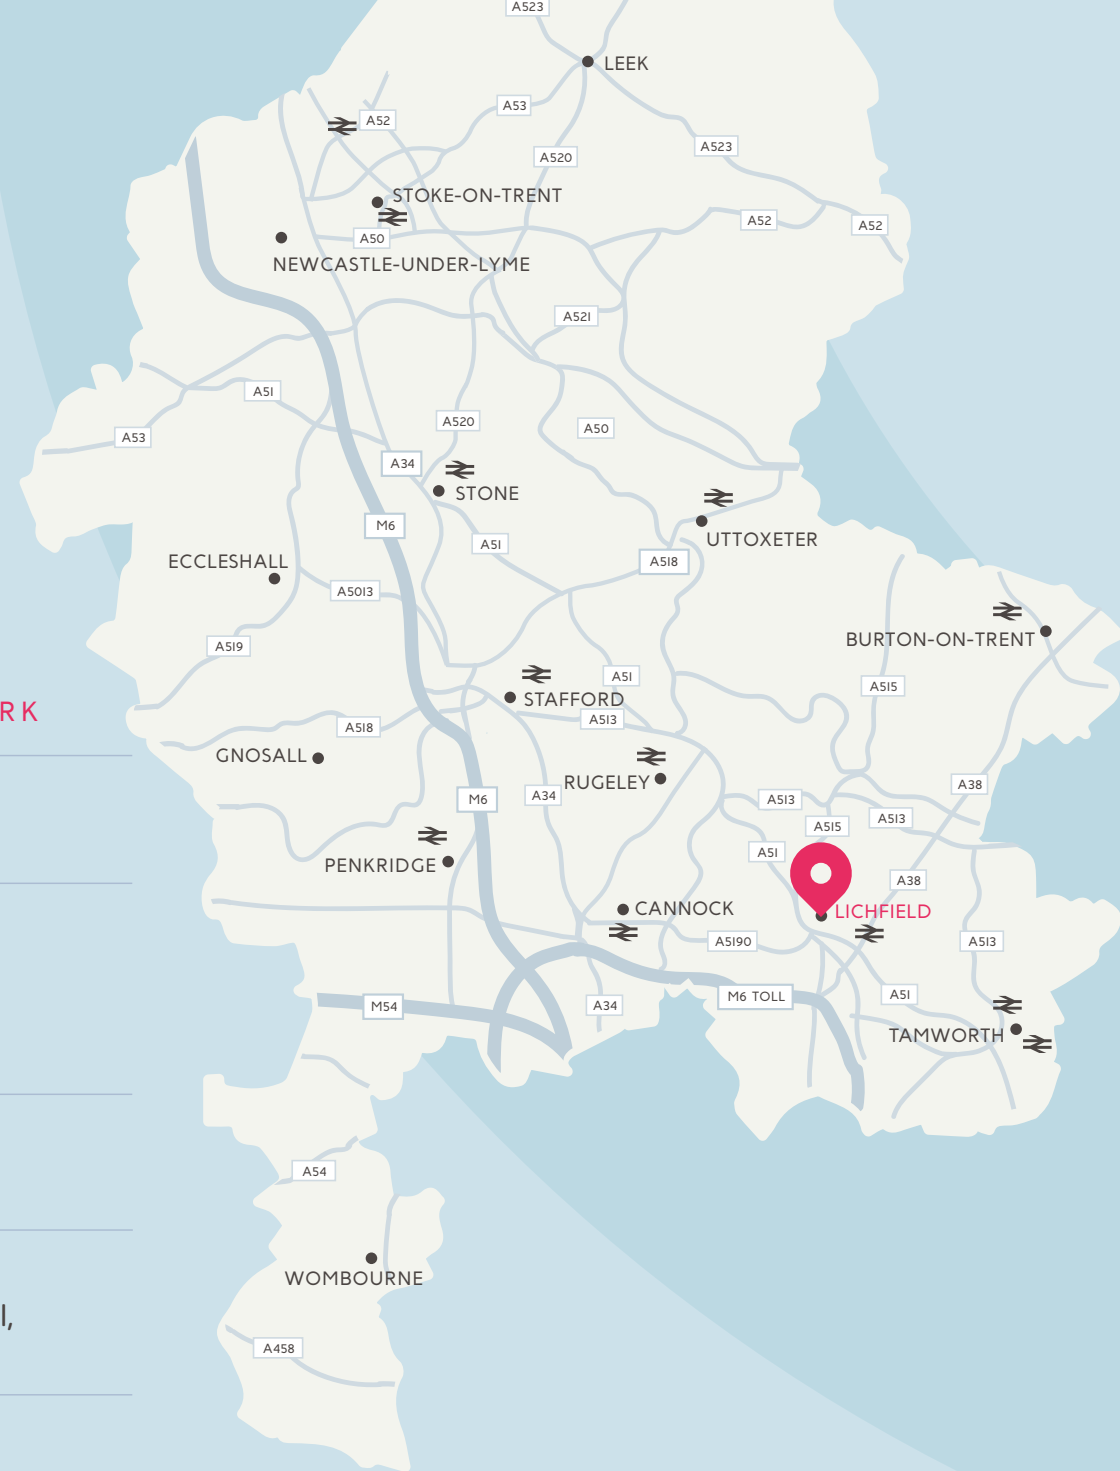 A523
LEEK
A53
A52
A523
A520
STOKE-ON-TRENT
A52
A52
A50
NEWCASTLE-UNDER-LYME
A521
A51
A520
A50
A53
A34
STONE
UTTOXETER
M6
A51
ECCLESHALL
A518
A5013
BURTON-ON-TRENT
A519
A51
A515
STAFFORD
RK
A513
A518
GNOSALL
RUGELEY
A38
M6
A34
A513
A513
A515
A51
PENKRIDGE
A38
CANNOCK
LICHFIELD
A5190
A513
A51
M6 TOLL
M54
A34
TAMWORTH
A54
WOMBOURNE
l,
A458